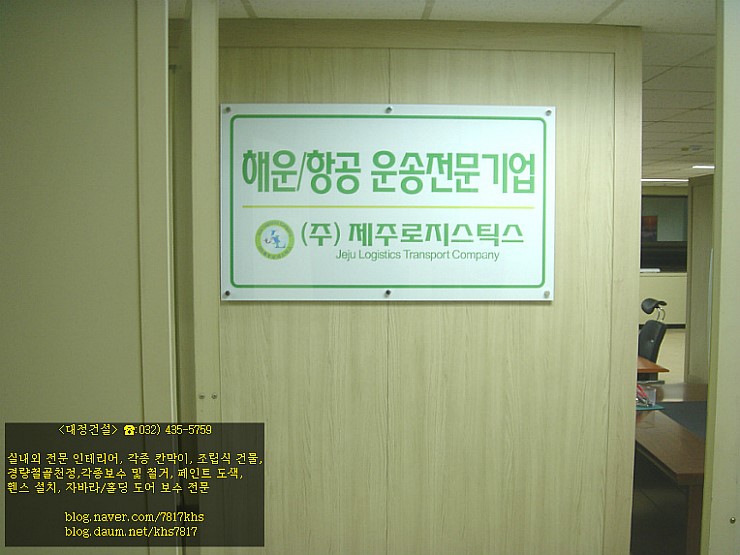 해운/항공 운송전문기업
(주) 제주로지스틱스
Jeju Logistics Transport Company
<대정건설> ☎:032) 435-5759
실내외 전문 인테리어, 각종 칸막이, 조립식 건물,
경량철골천정,각종보수 및 철거, 페인트 도색,
휀스 설치, 자바라/홀딩 도어 보수 전문
blog.naver.com/7817khs
blog.daum.net/khs7817